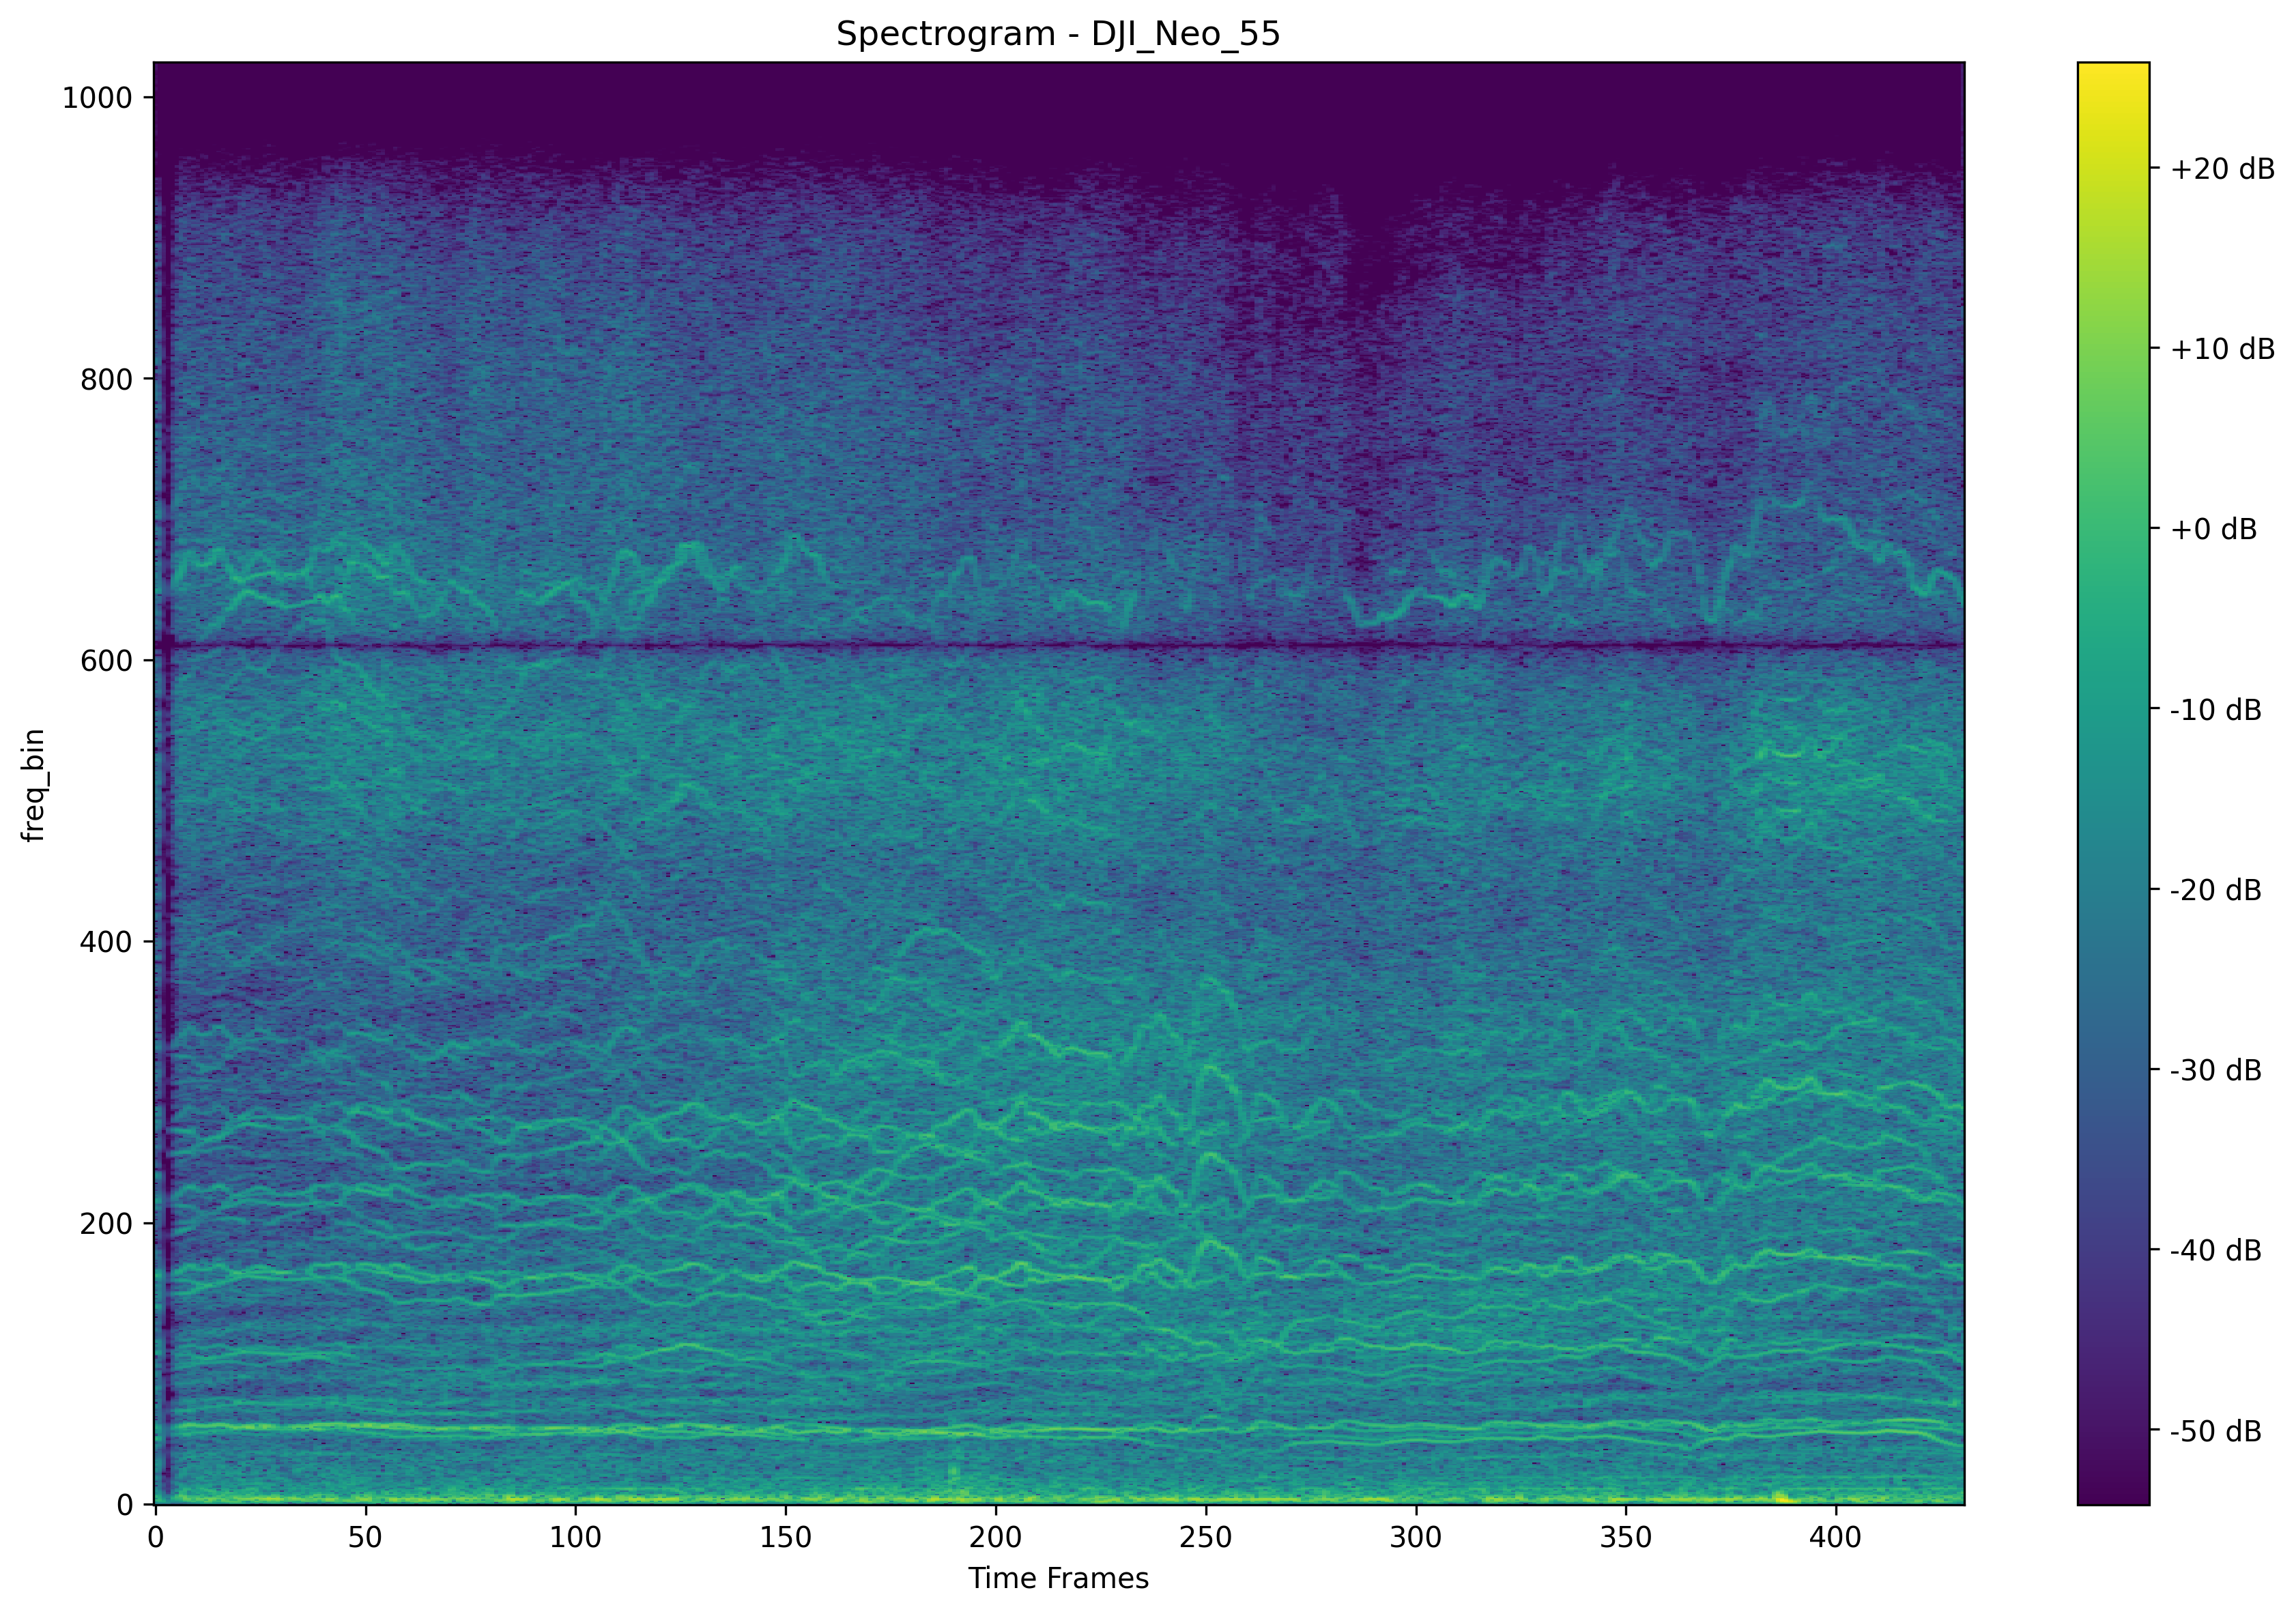 Spectrogram - DJI_Neo_55
1000
800
600
400
200
0
freq_bin
0
50
100
150
200
250
300
350
400
Time Frames
+20 dB
+10 dB
+0 dB
-10 dB
-20 dB
-30 dB
-40 dB
-50 dB